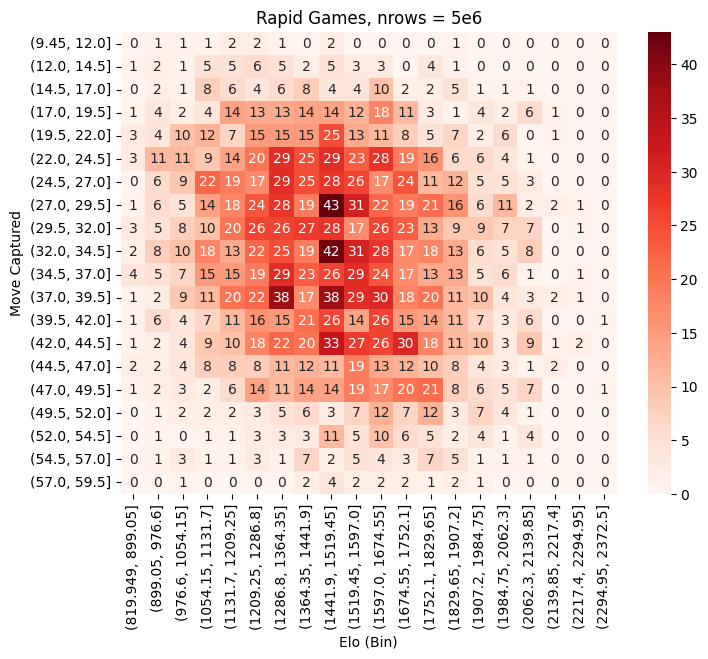 Rapid Games, nrows = 5e6
(9.45, 12.0] 0 1 1 1 2 2 1 0 2 0 0 0 0 1 0 0 0 0 0 0
(12.0, 14.5] 1 2 1 5 5 6 5 2 5 3 3 0 4 1 0 0 0 0 0 0
(14.5, 17.0] 0 2 1 8 6 4 6 8 4 4 10 2 2 5 1 1 1 0 0 0
(17.0, 19.5] 1 4 2 4 14 13 13 14 14 12 18 11 3 1 4 2 6 1 0 0
(19.5, 22.0] 3 4 10 12 7 15 15 15 25 13 11 8 5 7 2 6 0 1 0 0
(22.0, 24.5] 3 11 11 9 14 20 29 25 29 23 28 19 16 6 6 4 1 0 0 0
(24.5, 27.0] 0 6 9 22 19 17 29 25 28 26 17 24 11 12 5 5 3 0 0 0
(27.0, 29.5] 1 6 5 14 18 24 28 19 43 31 22 19 21 16 6 11 2 2 1 0
(29.5, 32.0] 3 5 8 10 20 26 26 27 28 17 26 23 13 9 9 7 7 0 1 0
(32.0, 34.5] 2 8 10 18 13 22 25 19 42 31 28 17 18 13 6 5 8 0 0 0
(34.5, 37.0] 4 5 7 15 15 19 29 23 26 29 24 17 13 13 5 6 1 0 1 0
(37.0, 39.5] 1 2 9 11 20 22 38 17 38 29 30 18 20 11 10 4 3 2 1 0
(39.5, 42.0] 1 6 4 7 11 16 15 21 26 14 26 15 14 11 7 3 6 0 0 1
(42.0, 44.5] 1 2 4 9 10 18 22 20 33 27 26 30 18 11 10 3 9 1 2 0
(44.5, 47.0] 2 2 4 8 8 8 11 12 11 19 13 12 10 8 4 3 1 2 0 0
(47.0, 49.5] 1 2 3 2 6 14 11 14 14 19 17 20 21 8 6 5 7 0 0 1
(49.5, 52.0] 0 1 2 2 2 3 5 6 3 7 12 7 12 3 7 4 1 0 0 0
(52.0, 54.5] 0 1 0 1 1 3 3 3 11 5 10 6 5 2 4 1 4 0 0 0
(54.5, 57.0] 0 1 3 1 1 3 1 7 2 5 4 3 7 5 1 1 1 0 0 0
(57.0, 59.5] 0 0 1 0 0 0 0 2 4 2 2 2 1 2 1 0 0 0 0 0
Move Captured
(819.949, 899.05]
(899.05, 976.6]
(976.6, 1054.15]
(1054.15, 1131.7]
(1131.7, 1209.25]
(1209.25, 1286.8]
(1286.8, 1364.35]
(1364.35, 1441.9]
(1441.9, 1519.45]
(1519.45, 1597.0]
(1597.0, 1674.55]
(1674.55, 1752.1]
(1752.1, 1829.65]
(1829.65, 1907.2]
(1907.2, 1984.75]
(1984.75, 2062.3]
(2062.3, 2139.85]
(2139.85, 2217.4]
(2217.4, 2294.95]
(2294.95, 2372.5]
Elo (Bin)
40
35
30
25
20
15
10
5
0